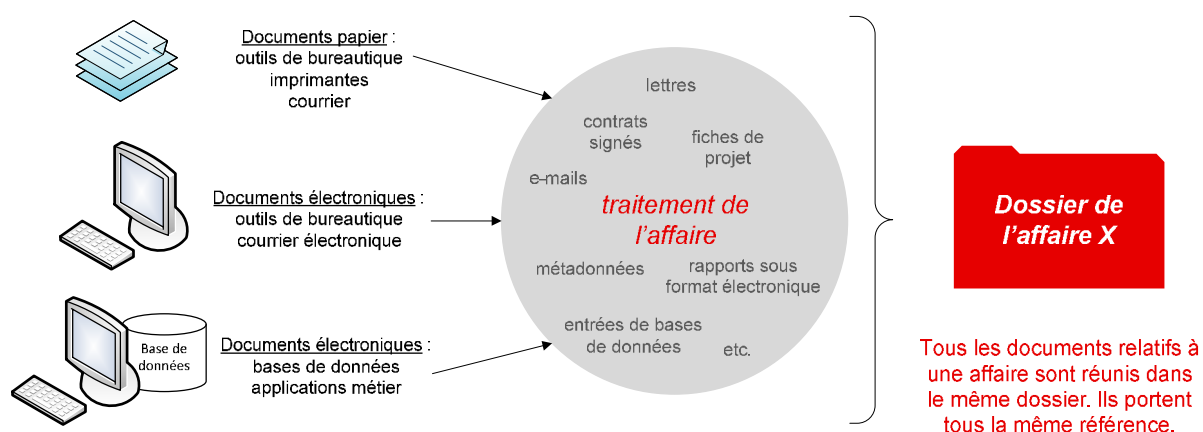 Documents papier :
outils de bureautique
imprimantes
courrier
Documents électroniques :
outils de bureautique
courrier électronique
Base de
données
Documents électroniques :
bases de données
applications métier
lettres
contrats
signés
fiches de
projet
e-mails
traitement de
l’affaire
métadonnées
rapports sous
format électronique
entrées de bases
de données
etc.
Dossier de
l’affaire X
Tous les documents relatifs à
une affaire sont réunis dans
le même dossier. Ils portent
tous la même référence.